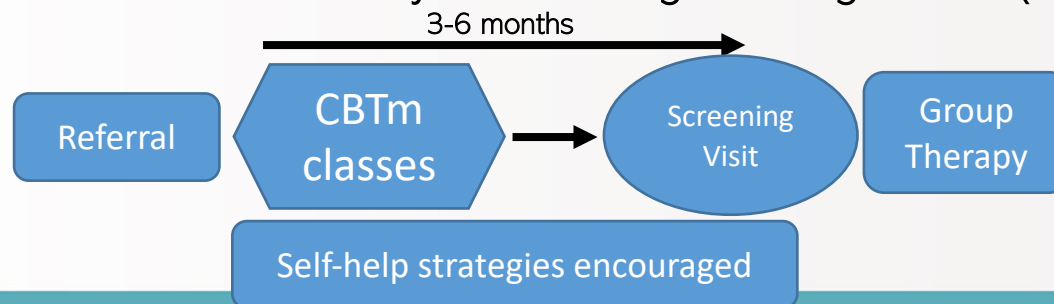 3-6 months
Referral
CBTm
classes
Screening
Visit
Group
Therapy
Self-help strategies encouraged